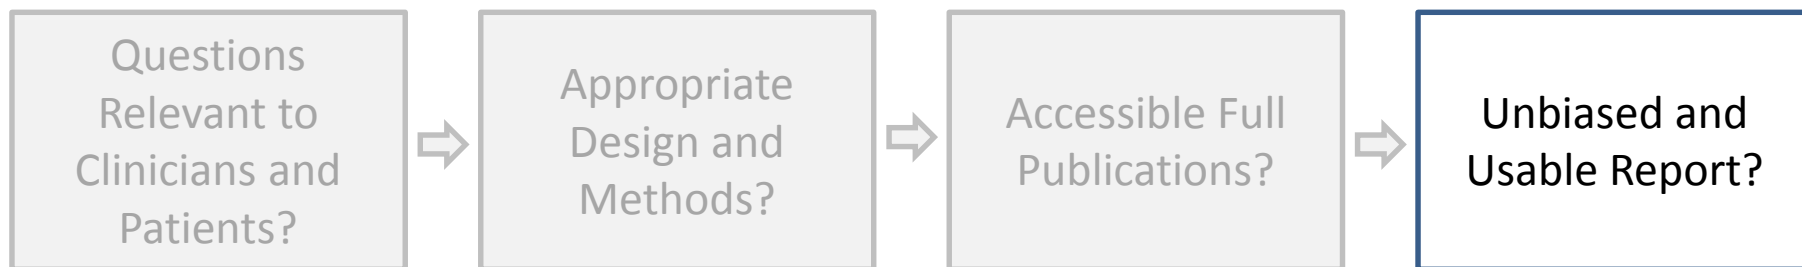 Questions
Relevant to
Clinicians and
Patients?
Appropriate
Design and
Methods?
Accessible Full
Publications?
Unbiased and
Usable Report?